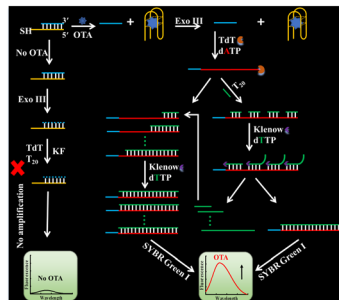 SH
3'
5'
OTA
+
Exo III
+
No OTA
TdT
dATP
T20
Exo III
TdT
T20
KF
Klenow
dTTP
Klenow
dTTP
No amplification
SYBR Green I
SYBR Green I
Fluorescence
No OTA
Wavelength
Fluorescence
OTA
Wavelength